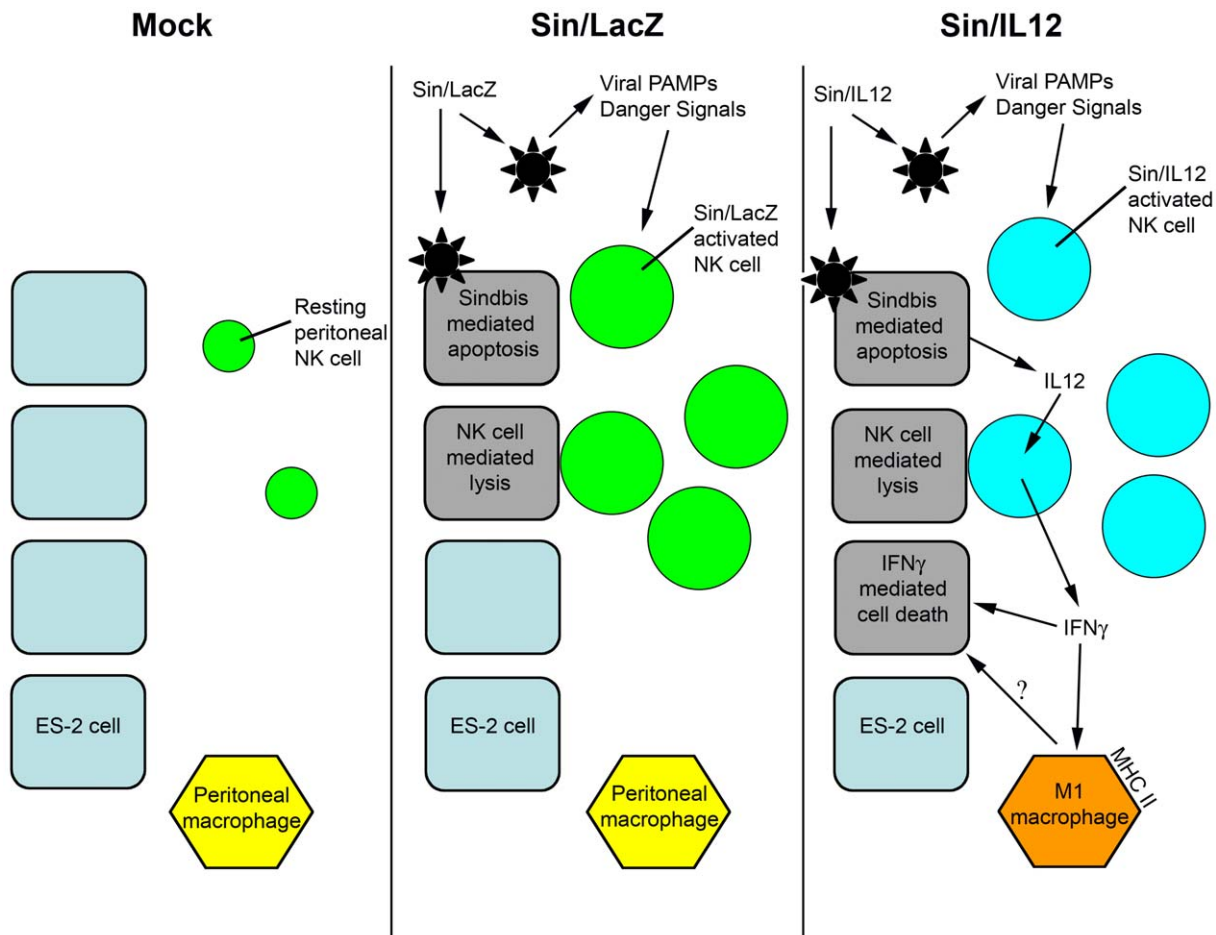 Mock
Resting
peritoneal
NK cell
ES-2 cell
Peritoneal
macrophage
Sin/LacZ
Sin/LacZ
Viral PAMPs
Danger Signals
Sin/LacZ
activated
NK cell
Sindbis
mediated
apoptosis
NK cell
mediated
lysis
ES-2 cell
Peritoneal
macrophage
Sin/IL12
Sin/IL12
Viral PAMPs
Danger Signals
Sin/IL12
activated
NK cell
Sindbis
mediated
apoptosis
IL12
NK cell
mediated
lysis
IFNγ
mediated
cell death
IFNγ
?
ES-2 cell
MHC II
M1
macrophage